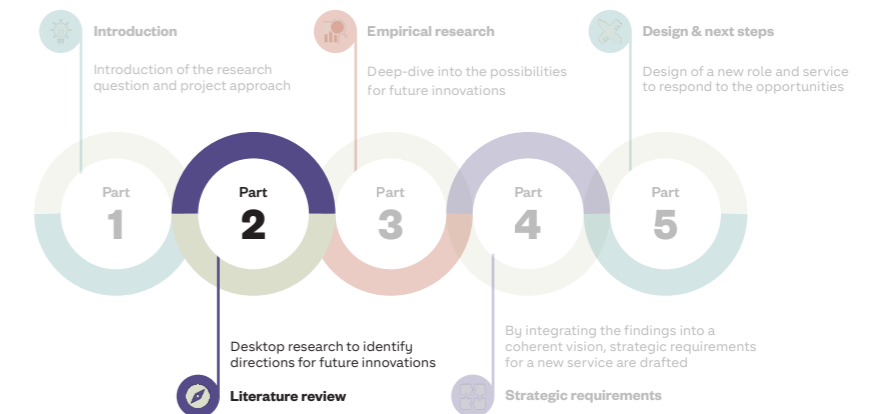 Introduction
Introduction of the research
question and project approach
Empirical research
Deep-dive into the possibilities
for future innovations
Design & next steps
Design of a new role and service
to respond to the opportunities
Part
1
Part
2
Part
3
Part
4
Part
5
Desktop research to identify
directions for future innovations
Literature review
By integrating the findings into a
coherent vision, strategic requirements
for a new service are drafted
Strategic requirements